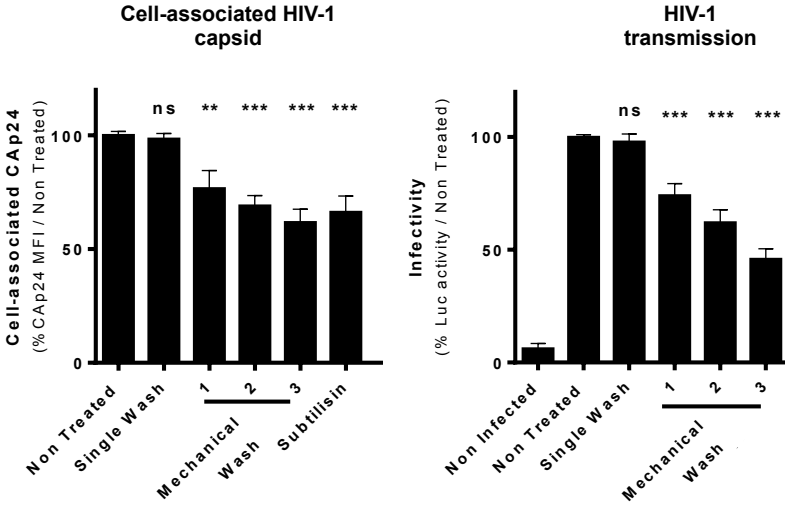 Cell-associated HIV-1
capsid
Cell-associated CAp24
(% CAp24 MFI / Non Treated)
100
50
0
ns
**
***
***
***
Non Treated
Single Wash
1
2
3
Mechanical
Wash
Subtilisin
HIV-1
transmission
Infectivity
(% Luc activity / Non Treated)
100
50
0
ns
***
***
***
Non Infected
Non Treated
Single Wash
1
2
3
Mechanical
Wash